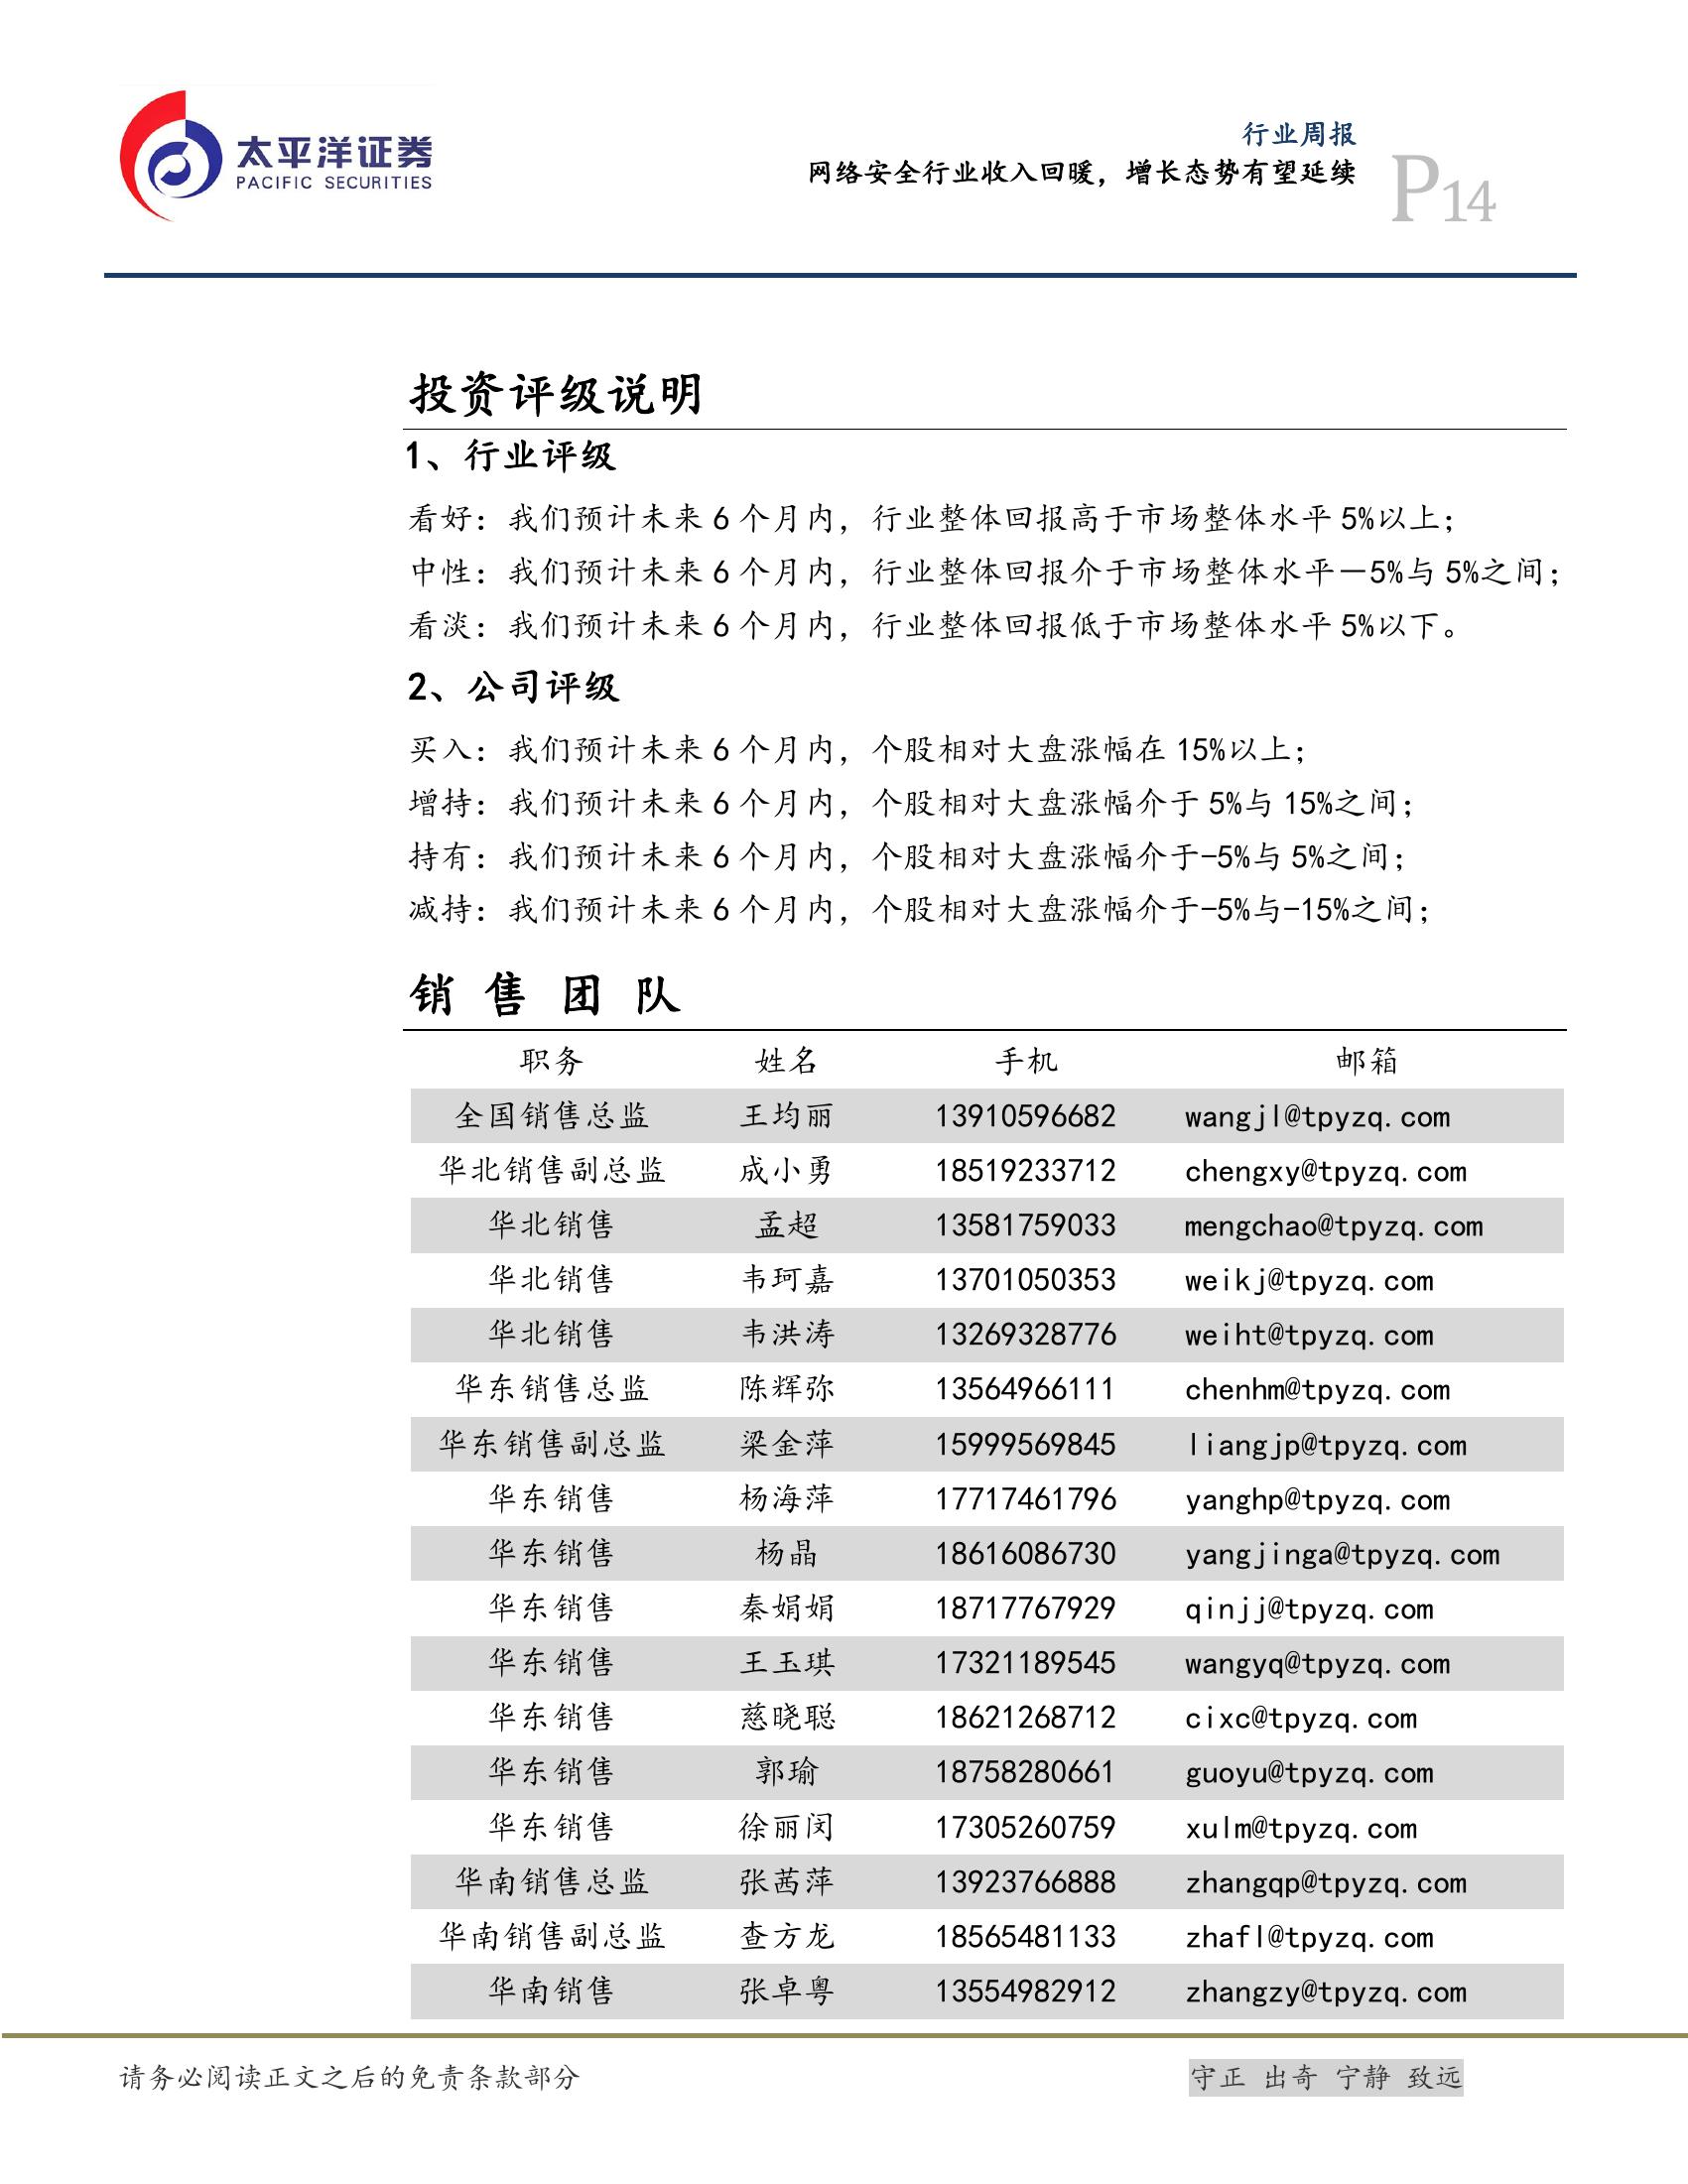 太平洋证券
PACIFIC SECURITIES
行业周报
网络安全行业收入回暖，增长态势有望延续
P14
投资评级说明
1、行业评级
看好：我们预计未来 6 个月内，行业整体回报高于市场整体水平 5%以上；
中性：我们预计未来 6 个月内，行业整体回报介于市场整体水平－5%与 5%之间；
看淡：我们预计未来 6 个月内，行业整体回报低于市场整体水平 5%以下。
2、公司评级
买入：我们预计未来 6 个月内，个股相对大盘涨幅在 15%以上；
增持：我们预计未来 6 个月内，个股相对大盘涨幅介于 5%与 15%之间；
持有：我们预计未来 6 个月内，个股相对大盘涨幅介于-5%与 5%之间；
减持：我们预计未来 6 个月内，个股相对大盘涨幅介于-5%与-15%之间；
销 售 团 队
职务 姓名 手机 邮箱
全国销售总监 王均丽 13910596682 wangjl@tpyzq.com
华北销售副总监 成小勇 18519233712 chengxy@tpyzq.com
华北销售 孟超 13581759033 mengchao@tpyzq.com
华北销售 韦珂嘉 13701050353 weikj@tpyzq.com
华北销售 韦洪涛 13269328776 weiht@tpyzq.com
华东销售总监 陈辉弥 13564966111 chenhm@tpyzq.com
华东销售副总监 梁金萍 15999569845 liangjp@tpyzq.com
华东销售 杨海萍 17717461796 yanghp@tpyzq.com
华东销售 杨晶 18616086730 yangjinga@tpyzq.com
华东销售 秦娟娟 18717767929 qinjj@tpyzq.com
华东销售 王玉琪 17321189545 wangyq@tpyzq.com
华东销售 慈晓聪 18621268712 cixc@tpyzq.com
华东销售 郭瑜 18758280661 guoyu@tpyzq.com
华东销售 徐丽闵 17305260759 xulm@tpyzq.com
华南销售总监 张茜萍 13923766888 zhangqp@tpyzq.com
华南销售副总监 查方龙 18565481133 zhafl@tpyzq.com
华南销售 张卓粤 13554982912 zhangzy@tpyzq.com
请务必阅读正文之后的免责条款部分
守正 出奇 宁静 致远